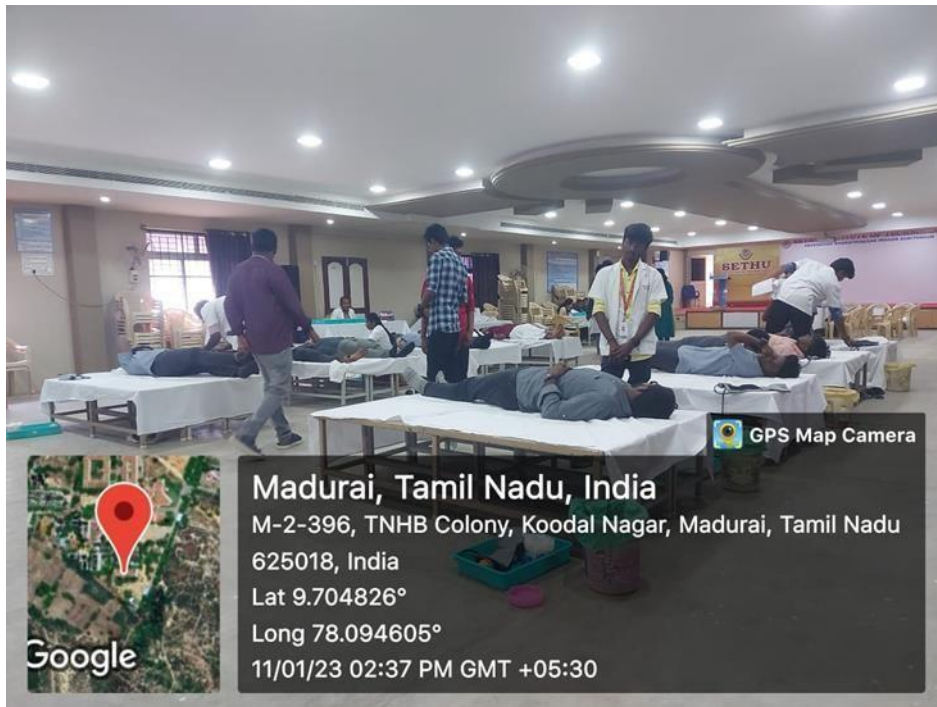 SETHU
GPS Map Camera
Madurai, Tamil Nadu, India
M-2-396, TNHB Colony, Koodal Nagar, Madurai, Tamil Nadu
625018, India
Lat 9.704826°
Long 78.094605°
11/01/23 02:37 PM GMT +05:30
Google